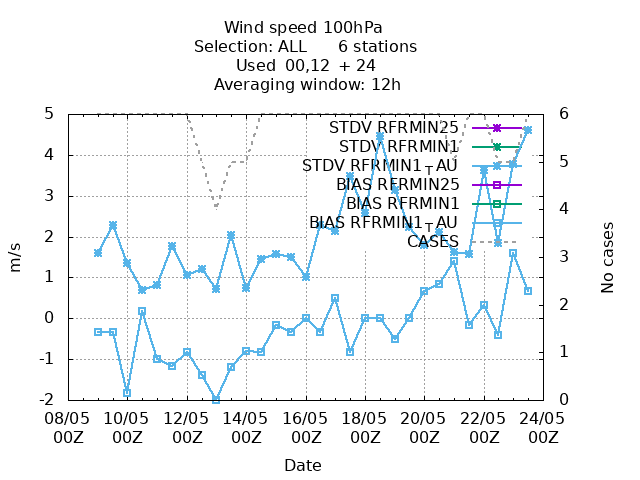 Wind speed 100hPa
Selection: ALL 6 stations
Used 00,12 + 24
Averaging window: 12h
5
4
3
2
1
0
-1
-2
m/s
6
5
4
3
2
1
0
No cases
STDV RFRMIN25
STDV RFRMIN1
STDV RFRMIN1TAU
BIAS RFRMIN25
BIAS RFRMIN1
BIAS RFRMIN1TAU
CASES
08/05 10/05 12/05 14/05 16/05 18/05 20/05 22/05 24/05
00Z 00Z 00Z 00Z 00Z 00Z 00Z 00Z 00Z
Date